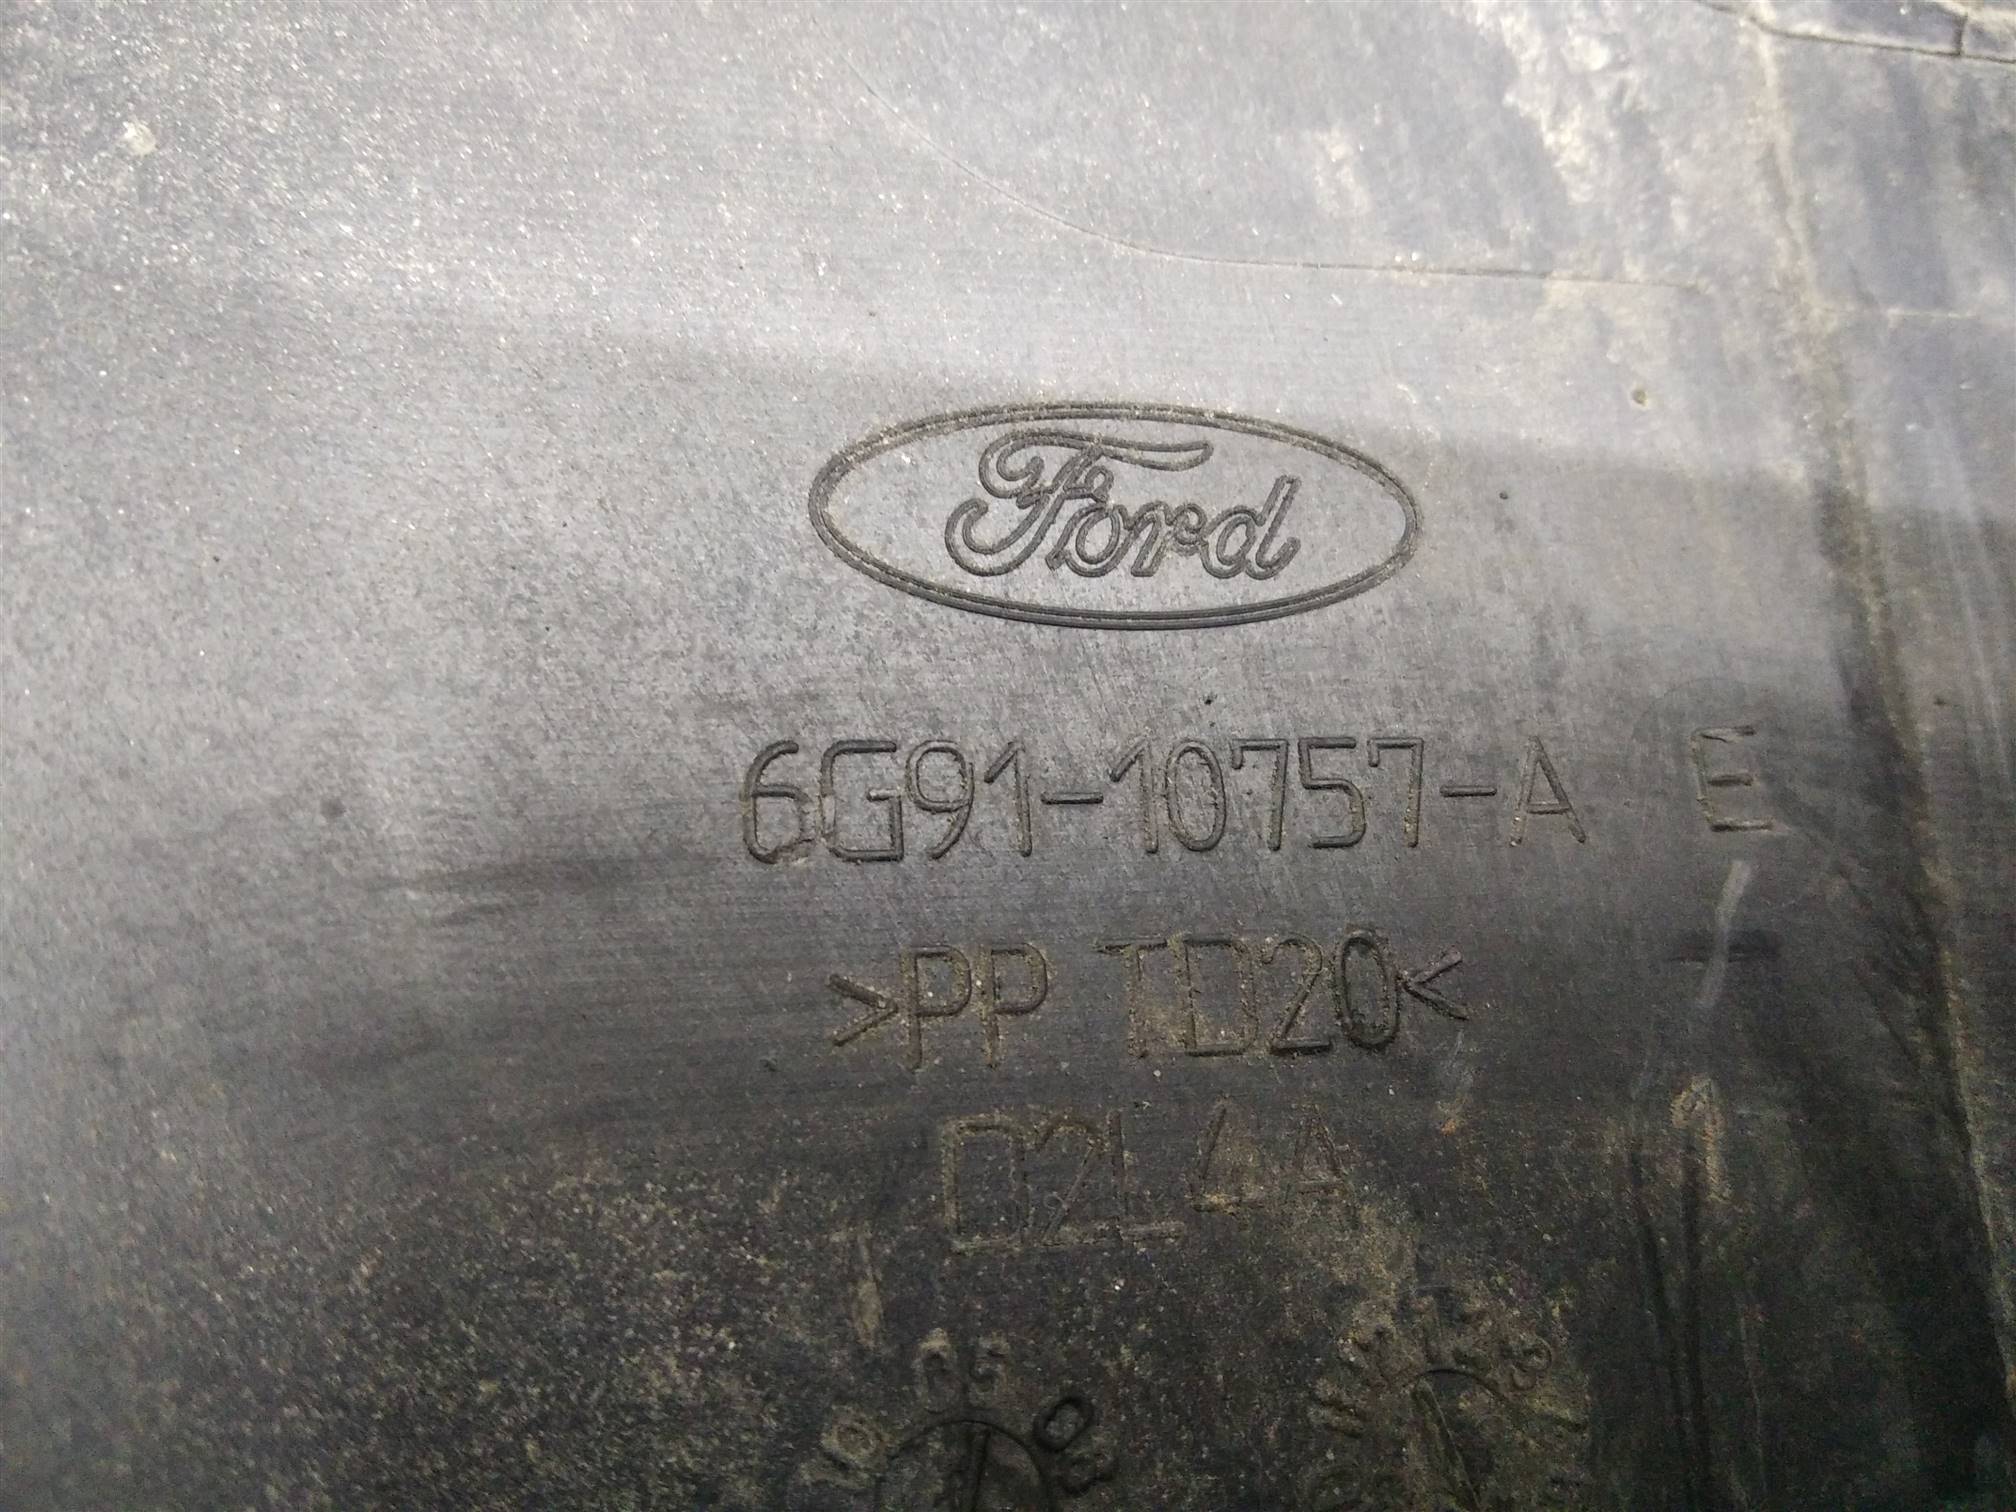 Ford
6G91-10757-A E
>PP TD20<
D2L4A